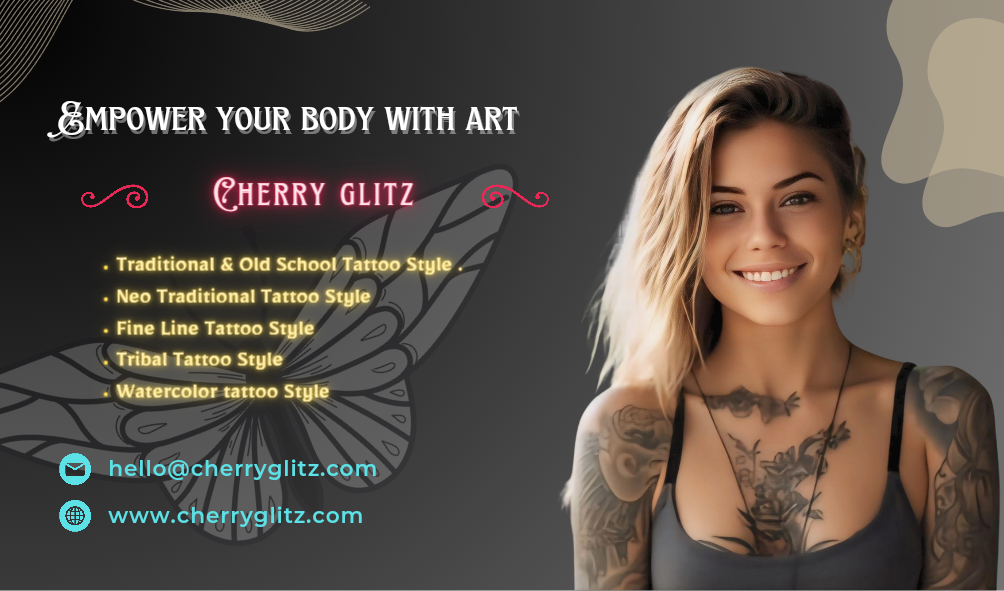 Empower your body with art
Cherry glitz
• Traditional & Old School Tattoo Style .
• Neo Traditional Tattoo Style
• Fine Line Tattoo Style
• Tribal Tattoo Style
• Watercolor tattoo Style
hello@cherryglitz.com
www.cherryglitz.com